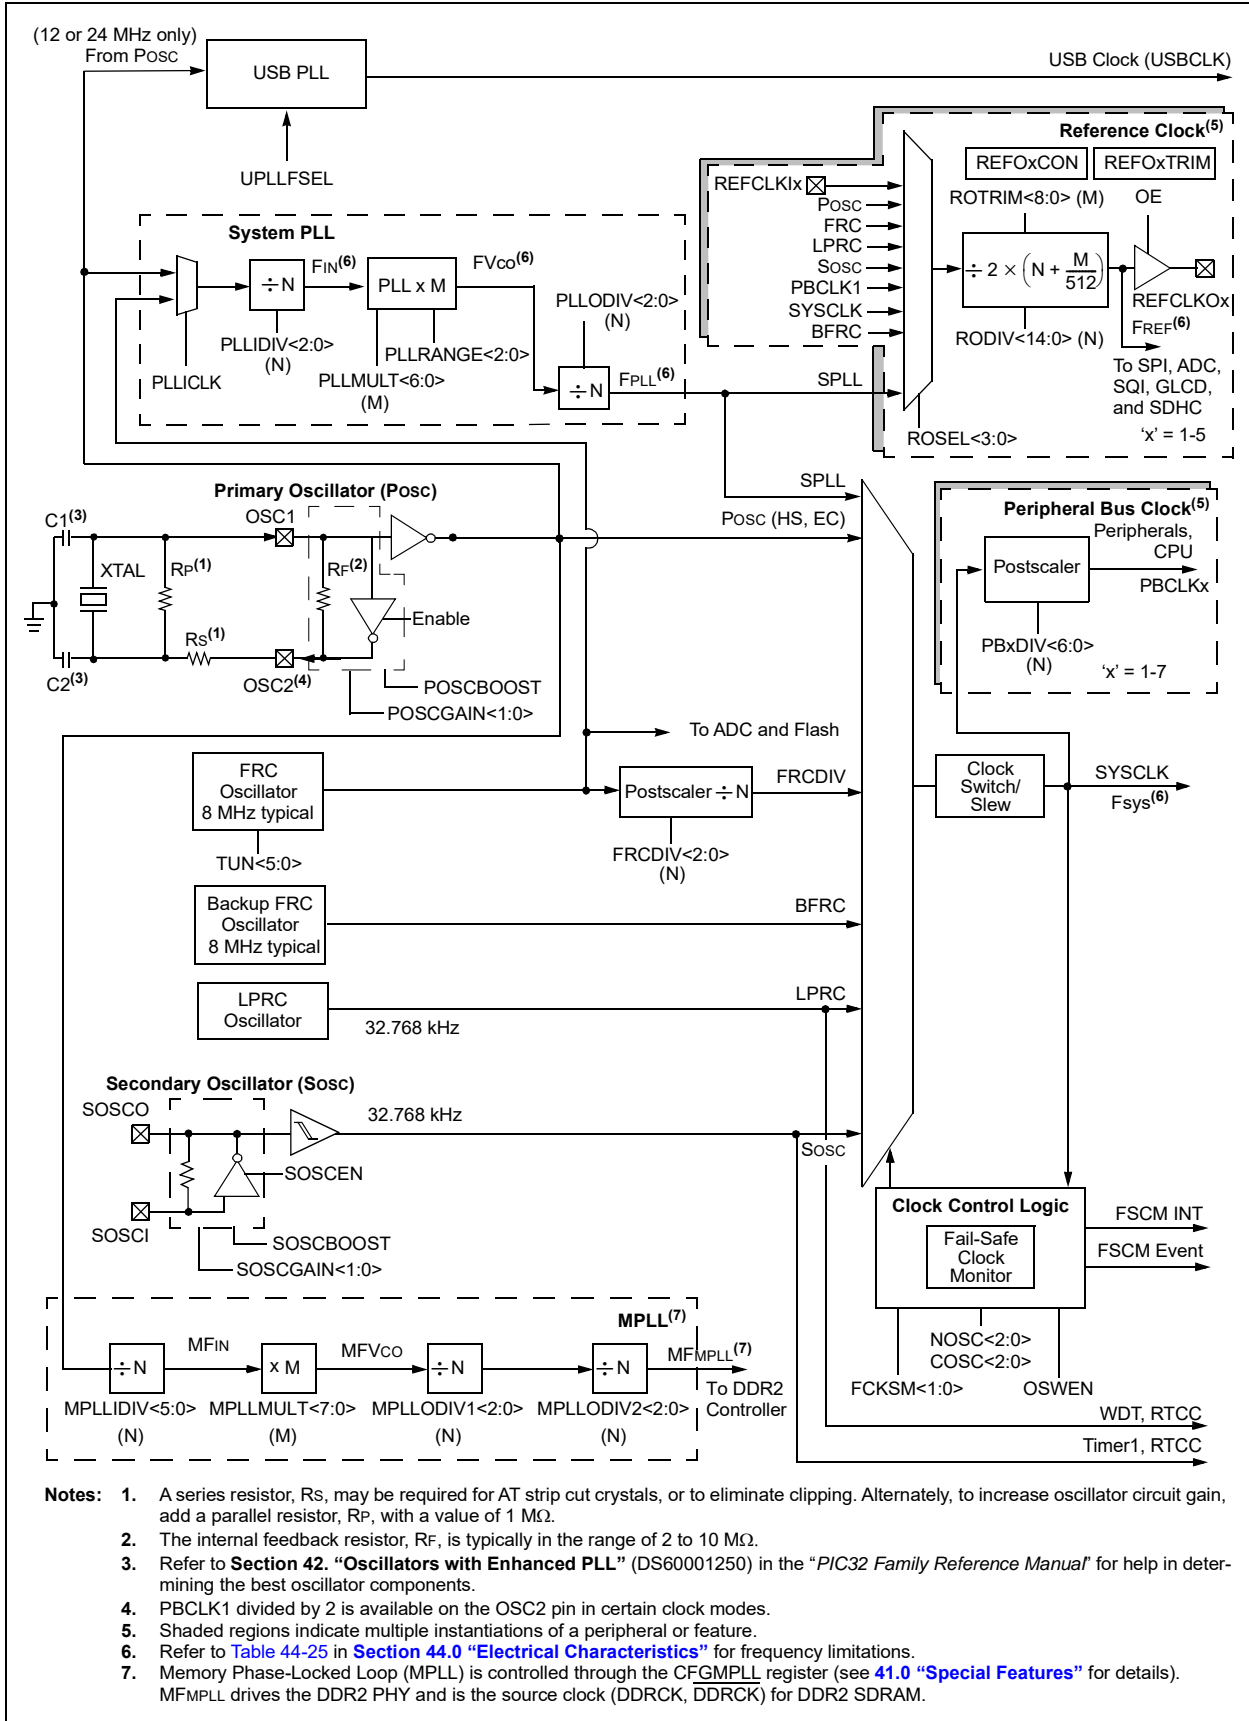 (12 or 24 MHz only)
From POSC
USB PLL
USB Clock (USBCLK)
UPLLFSEL
Reference Clock(5)
REFOxCON
REFOxTRIM
REFCLKIx
POSC
FRC
LPRC
SOSC
PBCLK1
SYSCLK
BFRC
ROTRIM<8:0> (M)
OE
÷ 2 × (N + M/512)
REFCLKOx
RODIV<14:0> (N)
FREF(6)
To SPI, ADC,
SQI, GLCD,
and SDHC
'x' = 1-5
SPLL
ROSEL<3:0>
System PLL
÷ N
FIN(6)
PLL x M
FVCO(6)
PLLODIV<2:0>
(N)
PLLIDIV<2:0>
(N)
PLLRANGE<2:0>
PLLICLK
PLLMULT<6:0>
(M)
÷ N
FPLL(6)
Primary Oscillator (POSC)
C1(3)
OSC1
XTAL
RP(1)
RF(2)
Enable
RS(1)
C2(3)
OSC2(4)
POSCBOOST
POSCGAIN<1:0>
SPLL
POSC (HS, EC)
Peripheral Bus Clock(5)
Peripherals,
CPU
Postscaler
PBCLKx
PBxDIV<6:0>
(N)
'x' = 1-7
To ADC and Flash
FRC
Oscillator
8 MHz typical
TUN<5:0>
Postscaler ÷ N
FRCDIV
FRCDIV<2:0>
(N)
Clock
Switch/
Slew
SYSCLK
Fsys(6)
Backup FRC
Oscillator
8 MHz typical
BFRC
LPRC
Oscillator
32.768 kHz
LPRC
Secondary Oscillator (SOSC)
SOSCO
32.768 kHz
SOSC
SOSCEN
SOSCI
SOSCBOOST
SOSCGAIN<1:0>
Clock Control Logic
Fail-Safe
Clock
Monitor
FSCM INT
FSCM Event
NOSC<2:0>
COSC<2:0>
FCKSM<1:0>
OSWEN
WDT, RTCC
Timer1, RTCC
MPLL(7)
÷ N
MFIN
x M
MFVCO
÷ N
÷ N
MFMPLL(7)
To DDR2
Controller
MPLLIDIV<5:0>
(N)
MPLLMULT<7:0>
(M)
MPLLODIV1<2:0>
(N)
MPLLODIV2<2:0>
(N)
Notes: 1. A series resistor, RS, may be required for AT strip cut crystals, or to eliminate clipping. Alternately, to increase oscillator circuit gain,
add a parallel resistor, RP, with a value of 1 MΩ.
2. The internal feedback resistor, RF, is typically in the range of 2 to 10 MΩ.
3. Refer to Section 42. "Oscillators with Enhanced PLL" (DS60001250) in the "PIC32 Family Reference Manual" for help in deter-
mining the best oscillator components.
4. PBCLK1 divided by 2 is available on the OSC2 pin in certain clock modes.
5. Shaded regions indicate multiple instantiations of a peripheral or feature.
6. Refer to Table 44-25 in Section 44.0 "Electrical Characteristics" for frequency limitations.
7. Memory Phase-Locked Loop (MPLL) is controlled through the CFGMPLL register (see 41.0 "Special Features" for details).
MFMPLL drives the DDR2 PHY and is the source clock (DDRCK, DDRCK) for DDR2 SDRAM.